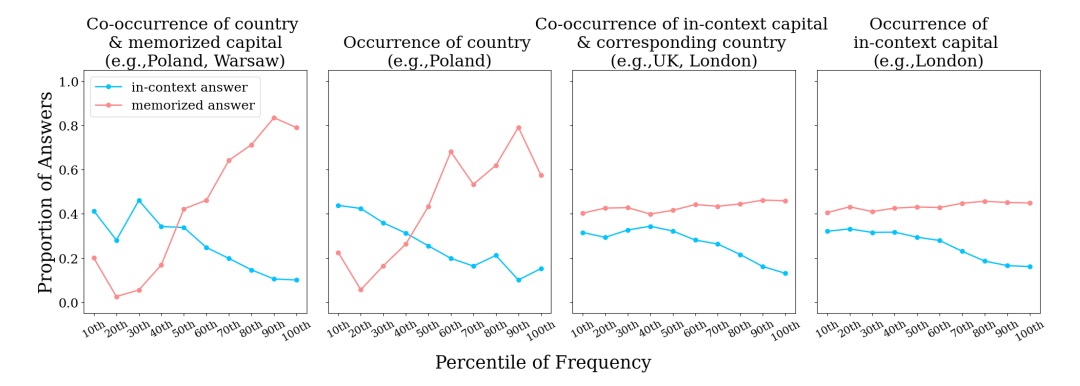 Co-occurrence of country
& memorized capital
(e.g.,Poland, Warsaw)
Occurrence of country
(e.g.,Poland)
Co-occurrence of in-context capital
& corresponding country
(e.g.,UK, London)
Occurrence of
in-context capital
(e.g.,London)
Proportion of Answers
1.0
0.8
0.6
0.4
0.2
0.0
in-context answer
memorized answer
10th 20th 30th 40th 50th 60th 70th 80th 90th 100th
10th 20th 30th 40th 50th 60th 70th 80th 90th 100th
10th 20th 30th 40th 50th 60th 70th 80th 90th 100th
10th 20th 30th 40th 50th 60th 70th 80th 90th 100th
Percentile of Frequency